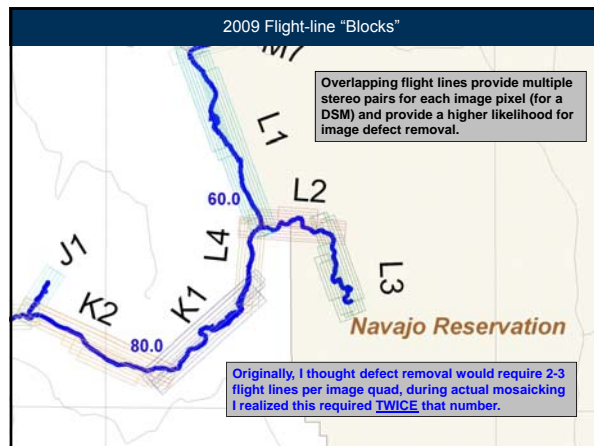 2009 Flight-line “Blocks”
M7
Overlapping flight lines provide multiple
stereo pairs for each image pixel (for a
DSM) and provide a higher likelihood for
image defect removal.
L1
60.0
L2
L4
J1
K1
L3
K2
Navajo Reservation
80.0
Originally, I thought defect removal would require 2-3
flight lines per image quad, during actual mosaicking
I realized this required TWICE that number.